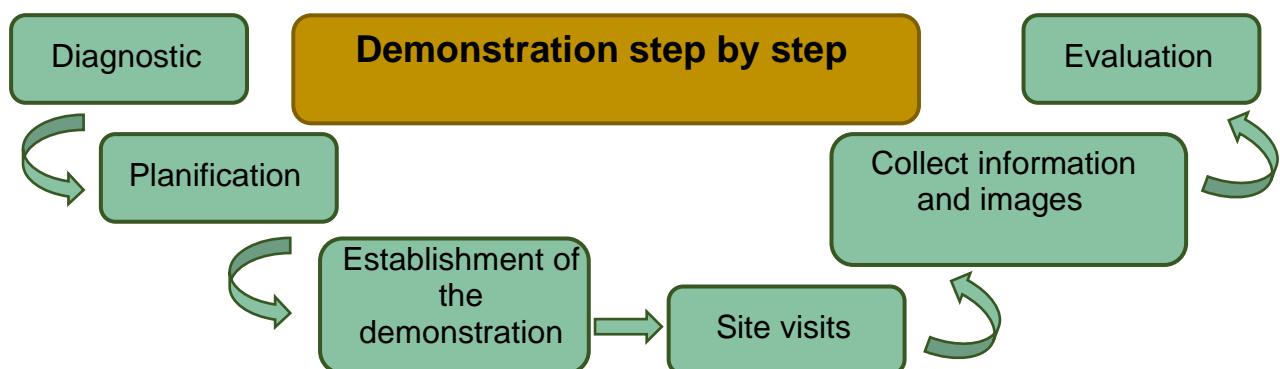 Demonstration step by step
Diagnostic
Planification
Establishment of
the
demonstration
Site visits
Collect information
and images
Evaluation